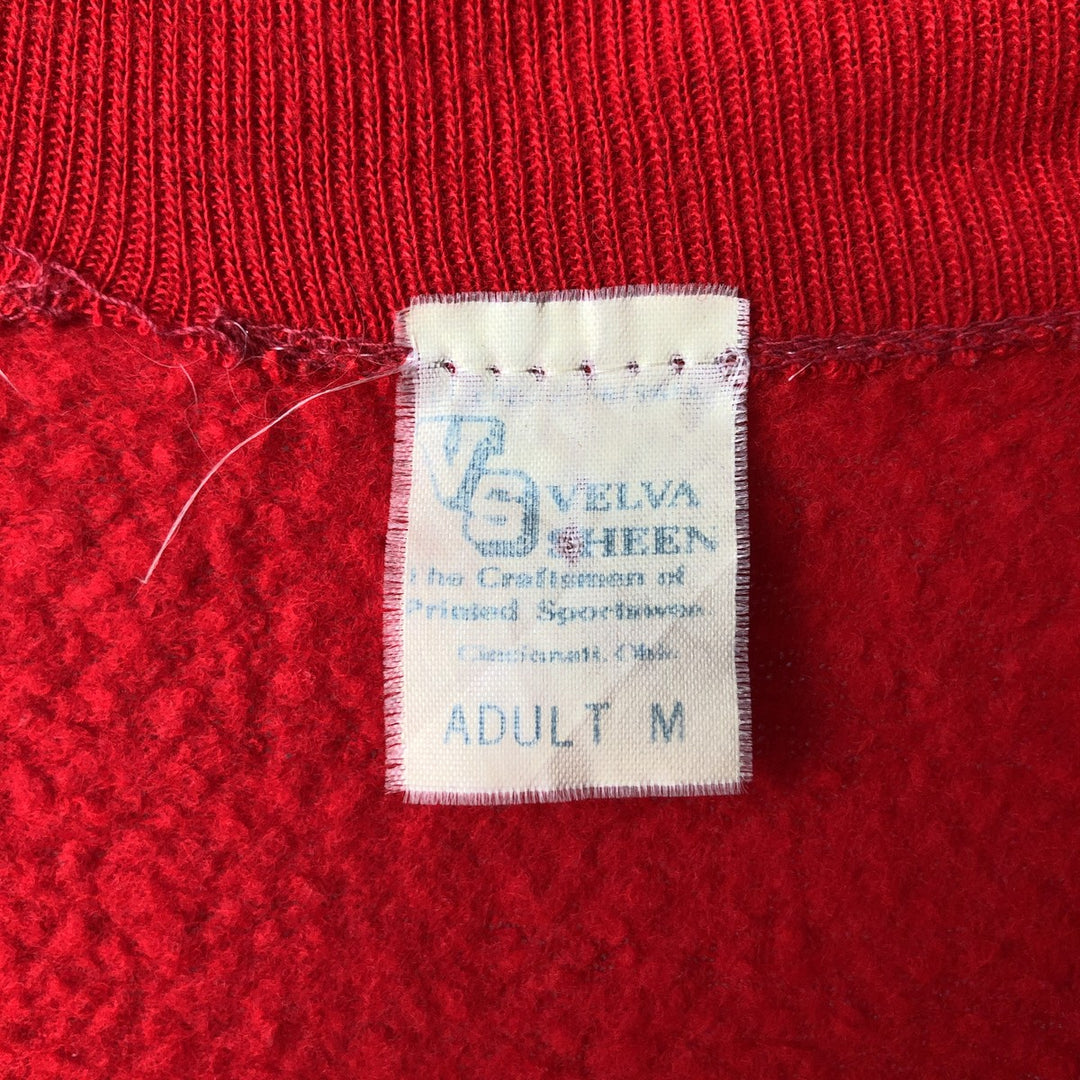 VS VELVA
SHEEN
The Craftsmen of
Printed Sportswear
Cincinnati, Ohio
ADULT M